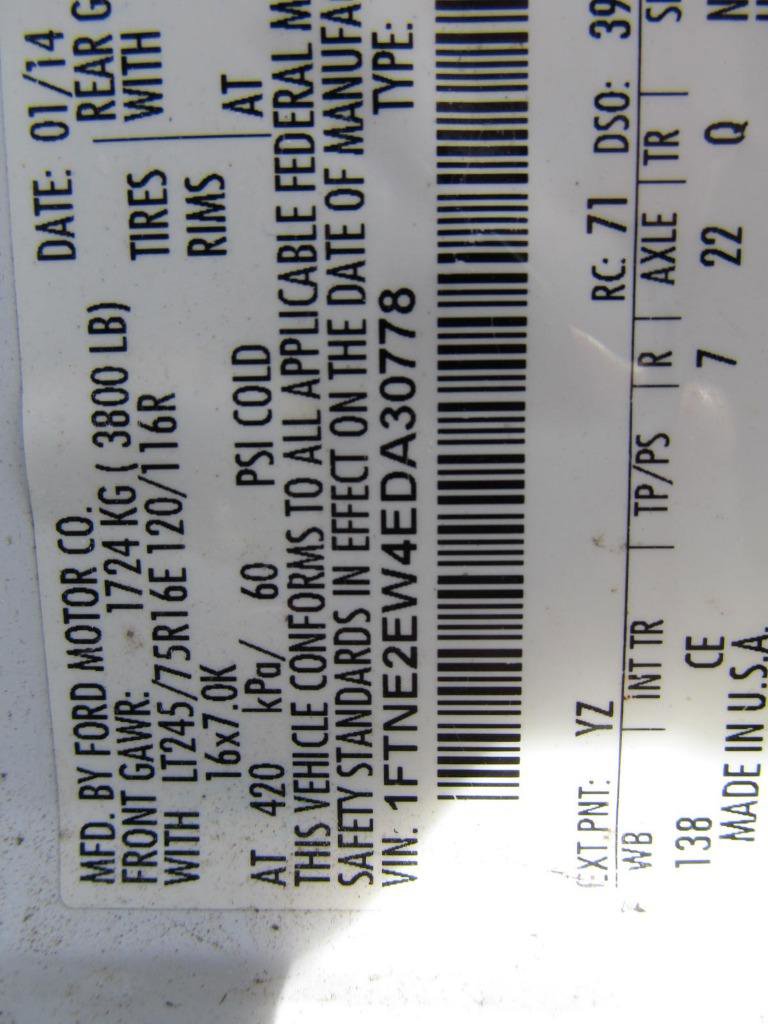 MFD. BY FORD MOTOR CO.
DATE: 01/14
FRONT GAWR: 1724 KG ( 3800 LB)
REAR G
WITH LT245/75R16E 120/116R
TIRES WITH
16x7.0K
RIMS
AT 420 kPa/ 60 PSI COLD
AT
THIS VEHICLE CONFORMS TO ALL APPLICABLE FEDERAL M
SAFETY STANDARDS IN EFFECT ON THE DATE OF MANUFA
VIN: 1FTNE2EW4EDA30778
TYPE:
EXT.PNT: YZ RC: 71 DSO: 39
WB | INT TR | TP/PS | R | AXLE | TR |
138 CE 7 22 Q
MADE IN U.S.A.